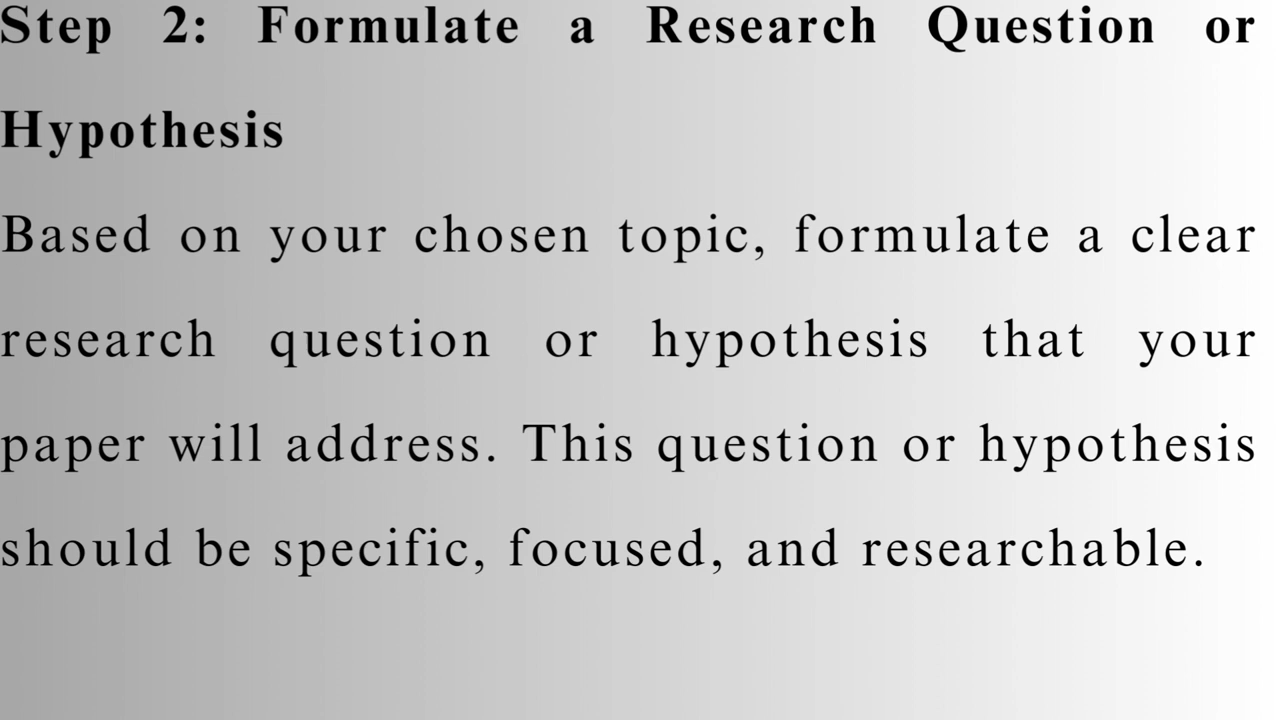 Step 2: Formulate a Research Question or
Hypothesis
Based on your chosen topic, formulate a clear
research question or hypothesis that your
paper will address. This question or hypothesis
should be specific, focused, and researchable.